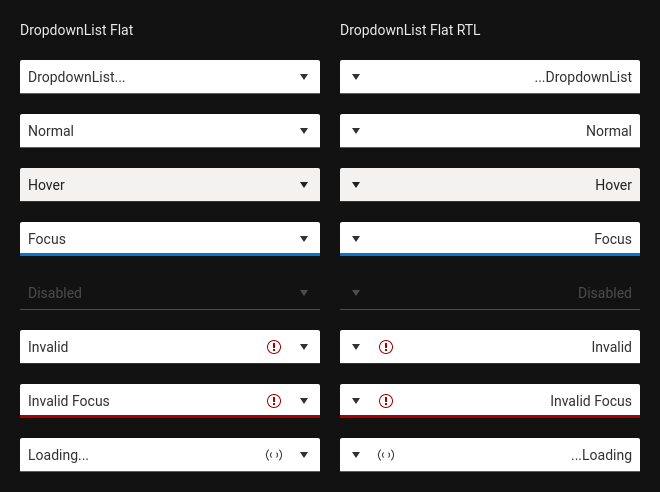 DropdownList Flat
DropdownList Flat RTL
DropdownList...
...DropdownList
Normal
Normal
Hover
Hover
Focus
Focus
Disabled
Disabled
Invalid
Invalid
Invalid Focus
Invalid Focus
Loading...
...Loading